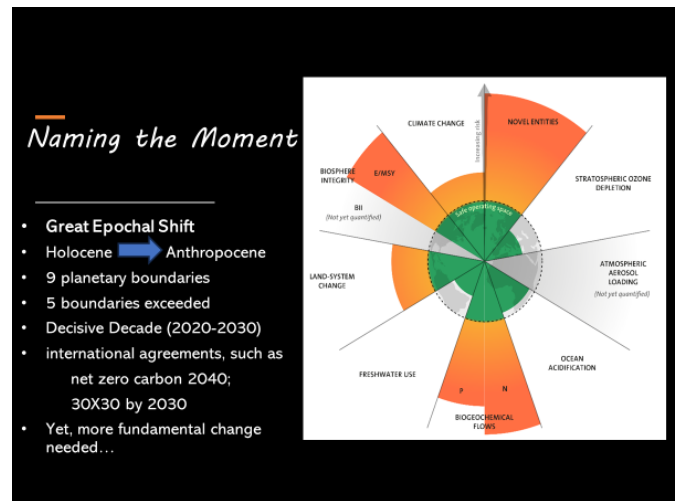 Naming the Moment
• Great Epochal Shift
• Holocene Anthropocene
• 9 planetary boundaries
• 5 boundaries exceeded
• Decisive Decade (2020-2030)
• international agreements, such as
net zero carbon 2040;
30X30 by 2030
• Yet, more fundamental change
needed…
CLIMATE CHANGE
Increasing risk
NOVEL ENTITIES
STRATOSPHERIC OZONE
DEPLETION
ATMOSPHERIC
AEROSOL
LOADING
(Not yet quantified)
OCEAN
ACIDIFICATION
BIOGEOCHEMICAL
FLOWS
P
N
FRESHWATER USE
LAND-SYSTEM
CHANGE
BIOSPHERE
INTEGRITY
E/MSY
BII
(Not yet quantified)
Safe operating space